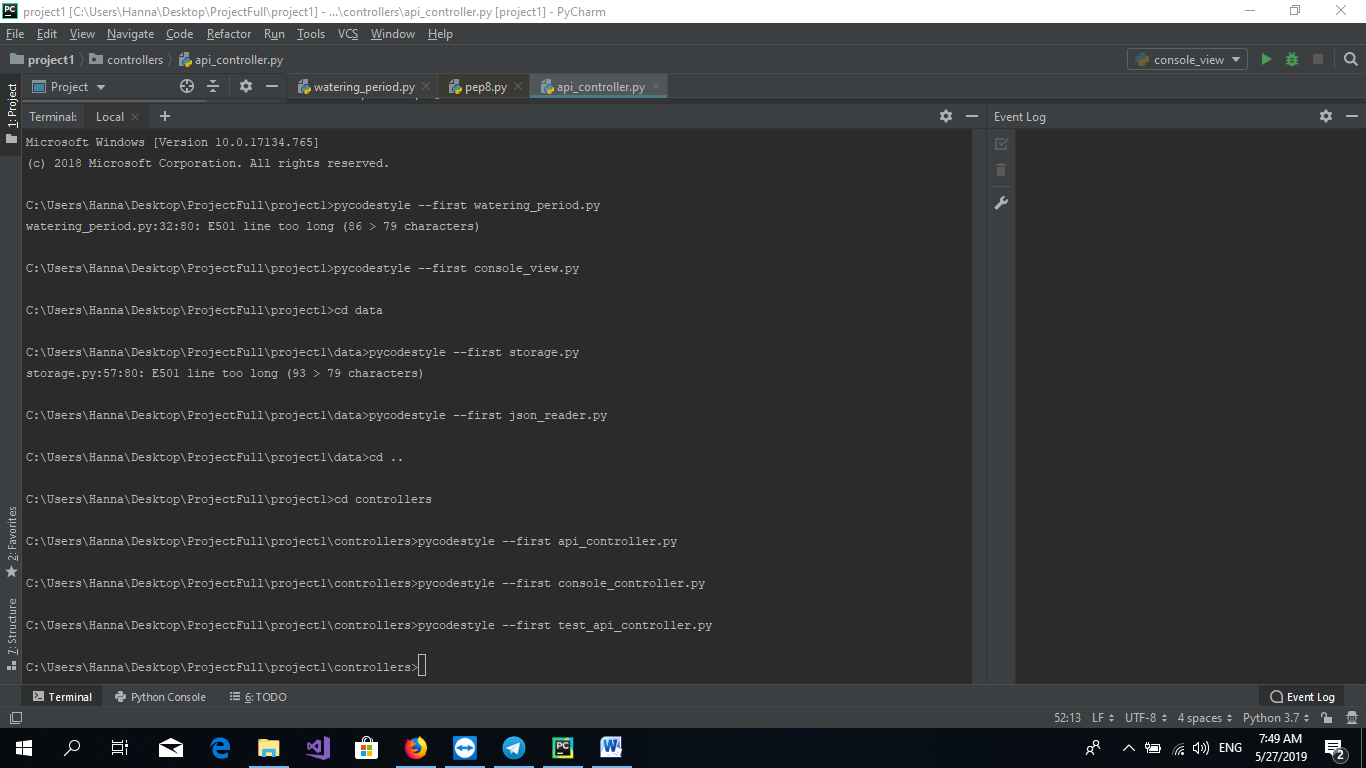 project1 [C:\Users\Hanna\Desktop\ProjectFull\project1] - ...\controllers\api_controller.py [project1] - PyCharm
File Edit View Navigate Code Refactor Run Tools VCS Window Help
project1 controllers api_controller.py console_view
1: Project
Project watering_period.py pep8.py api_controller.py
Terminal: Local + Event Log
Microsoft Windows [Version 10.0.17134.765]
(c) 2018 Microsoft Corporation. All rights reserved.
C:\Users\Hanna\Desktop\ProjectFull\project1>pycodestyle --first watering_period.py
watering_period.py:32:80: E501 line too long (86 > 79 characters)
C:\Users\Hanna\Desktop\ProjectFull\project1>pycodestyle --first console_view.py
C:\Users\Hanna\Desktop\ProjectFull\project1>cd data
C:\Users\Hanna\Desktop\ProjectFull\project1\data>pycodestyle --first storage.py
storage.py:57:80: E501 line too long (93 > 79 characters)
C:\Users\Hanna\Desktop\ProjectFull\project1\data>pycodestyle --first json_reader.py
C:\Users\Hanna\Desktop\ProjectFull\project1\data>cd ..
C:\Users\Hanna\Desktop\ProjectFull\project1>cd controllers
C:\Users\Hanna\Desktop\ProjectFull\project1\controllers>pycodestyle --first api_controller.py
C:\Users\Hanna\Desktop\ProjectFull\project1\controllers>pycodestyle --first console_controller.py
C:\Users\Hanna\Desktop\ProjectFull\project1\controllers>pycodestyle --first test_api_controller.py
C:\Users\Hanna\Desktop\ProjectFull\project1\controllers>
2: Favorites
7: Structure
Terminal Python Console 6: TODO Event Log
52:13 LF UTF-8 4 spaces Python 3.7
ENG 7:49 AM
5/27/2019 2